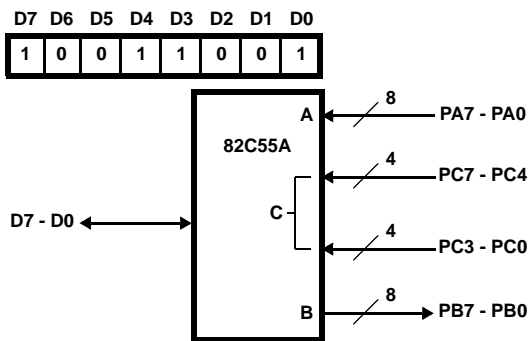 D7 D6 D5 D4 D3 D2 D1 D0
1 0 0 1 1 0 0 1
A
8
PA7 - PA0
82C55A
4
PC7 - PC4
C
D7 - D0
4
PC3 - PC0
B
8
PB7 - PB0